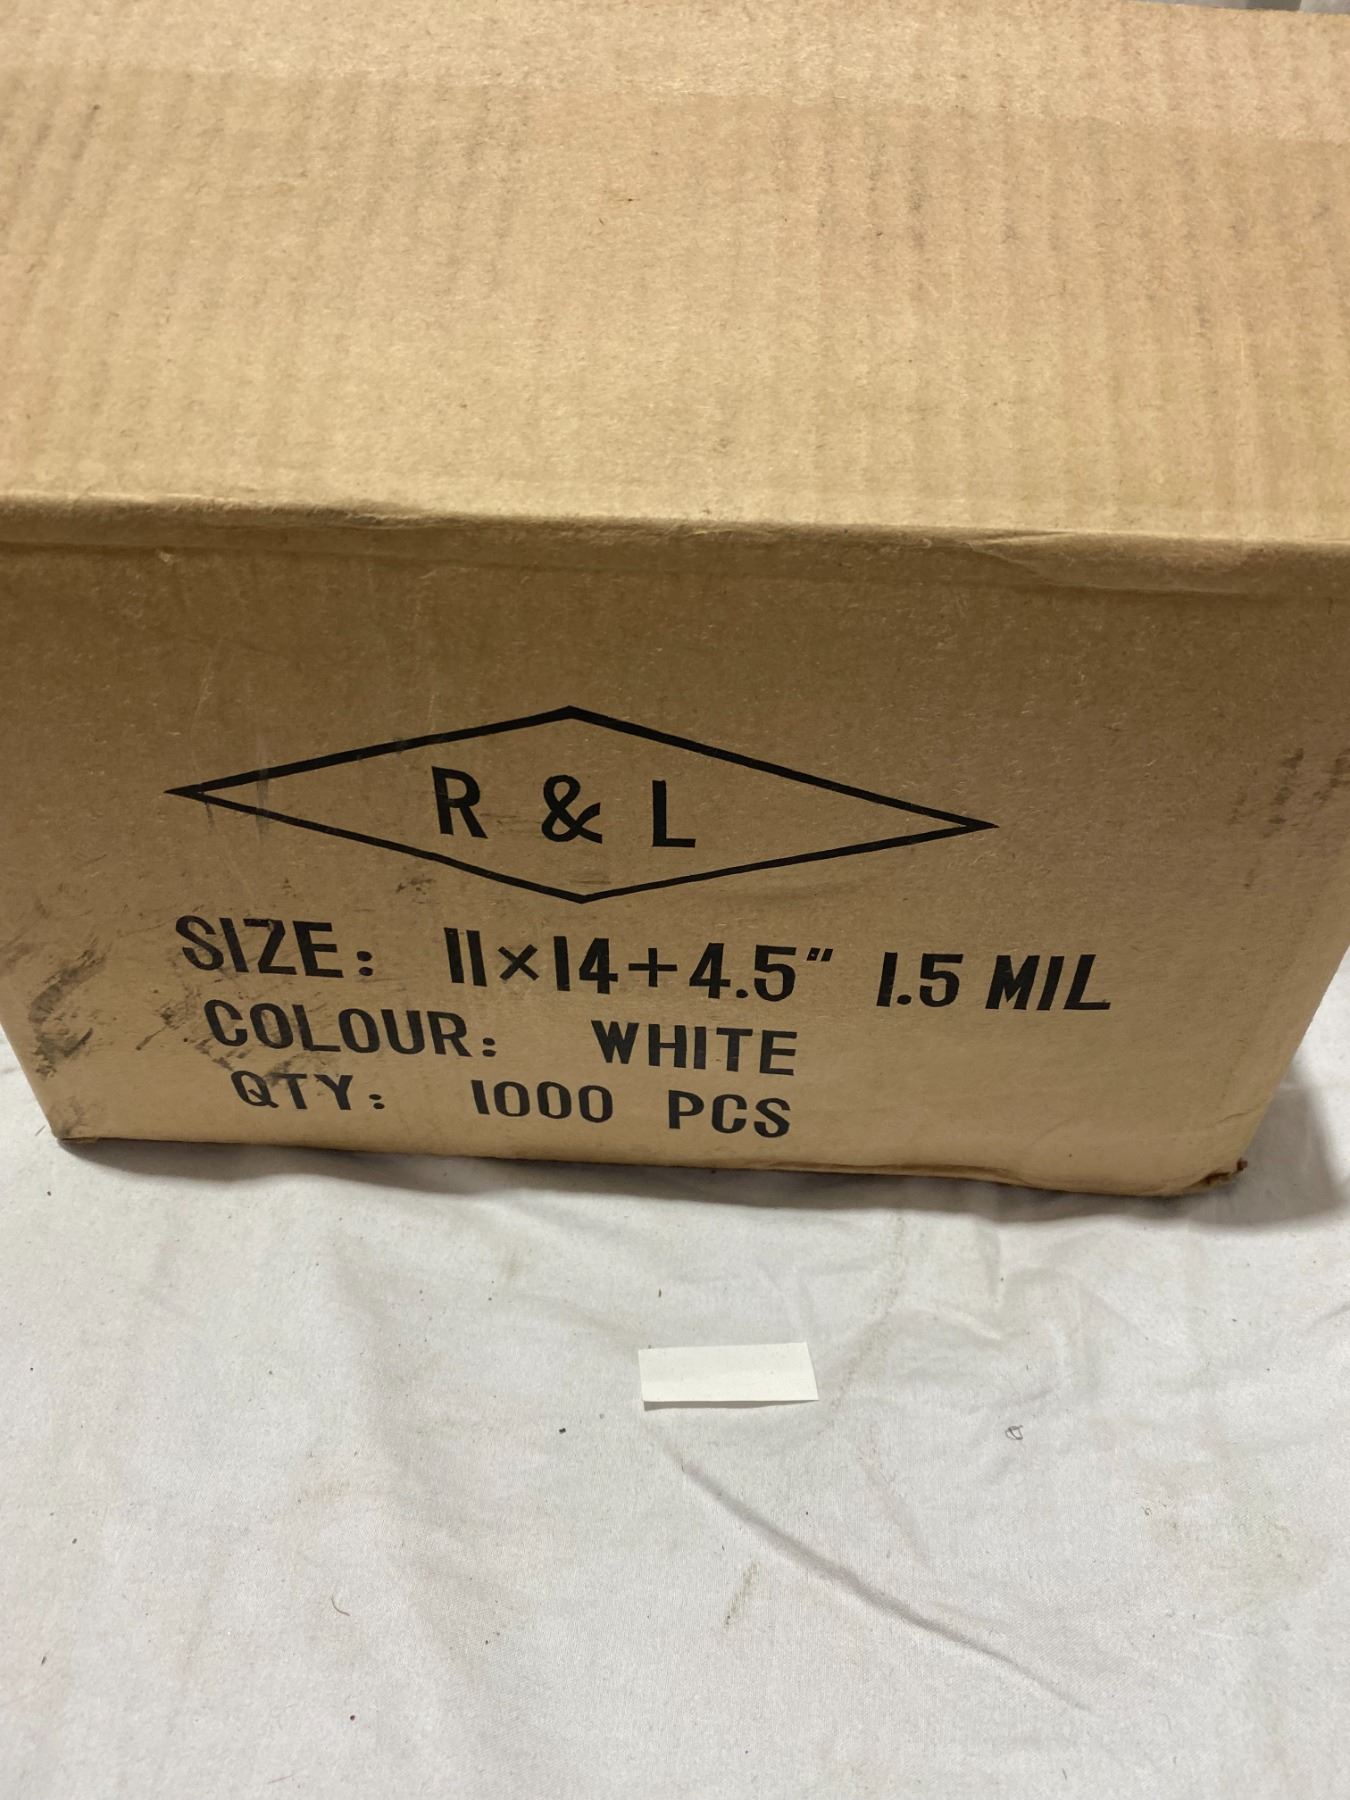 R & L
SIZE: 11×14+4.5" 1.5 MIL
COLOUR: WHITE
QTY: 1000 PCS